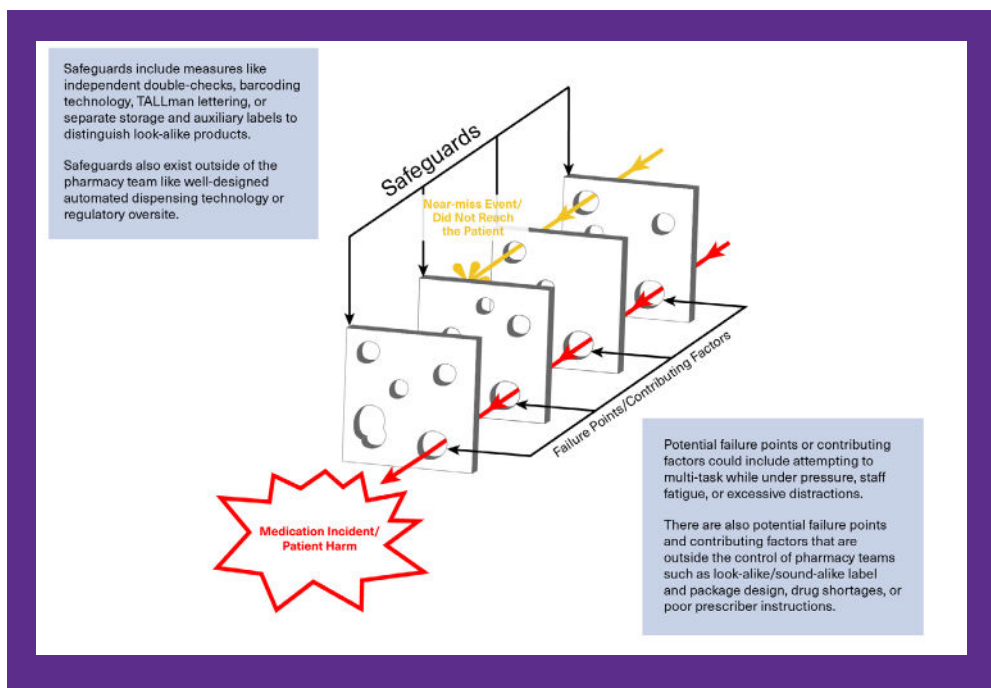 Safeguards include measures like
independent double-checks, barcoding
technology, TALLman lettering, or
separate storage and auxiliary labels to
distinguish look-alike products.
Safeguards also exist outside of the
pharmacy team like well-designed
automated dispensing technology or
regulatory oversite.
Safeguards
Near-miss Event/
Did Not Reach
the Patient
Failure Points/Contributing Factors
Medication Incident/
Patient Harm
Potential failure points or contributing
factors could include attempting to
multi-task while under pressure, staff
fatigue, or excessive distractions.
There are also potential failure points
and contributing factors that are
outside the control of pharmacy teams
such as look-alike/sound-alike label
and package design, drug shortages, or
poor prescriber instructions.